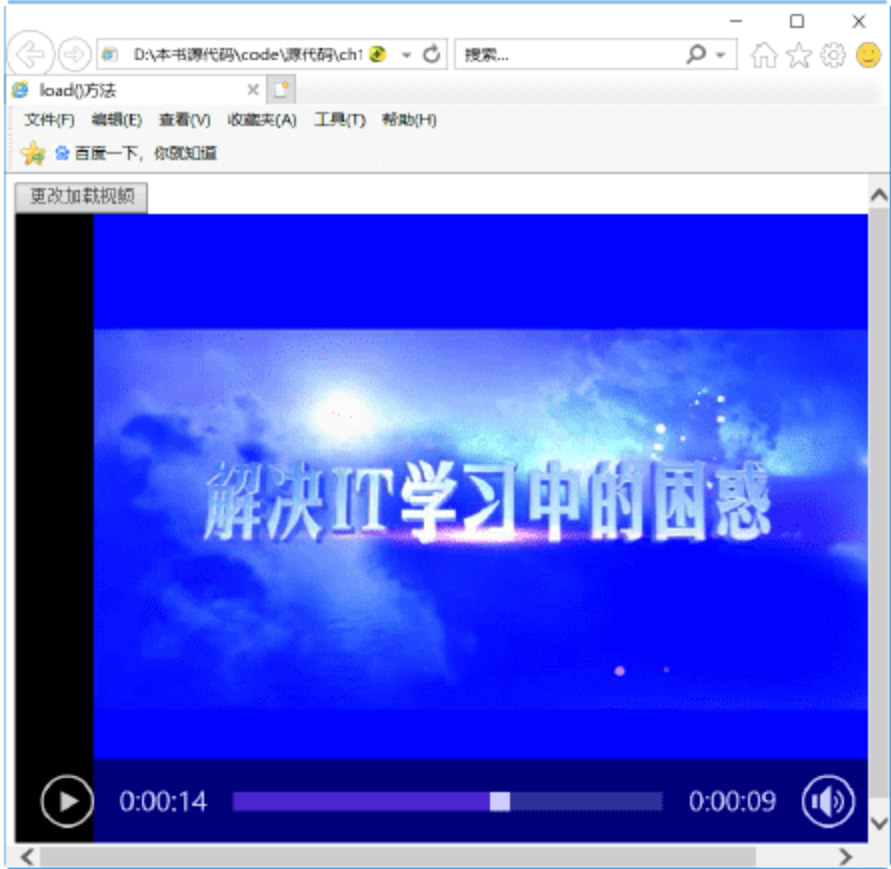 D:\本书源代码\code\源代码\ch1 搜索...
load()方法
文件(F) 编辑(E) 查看(V) 收藏夹(A) 工具(T) 帮助(H)
百度一下，你就知道
更改加载视频
解决IT学习中的困惑
0:00:14 0:00:09